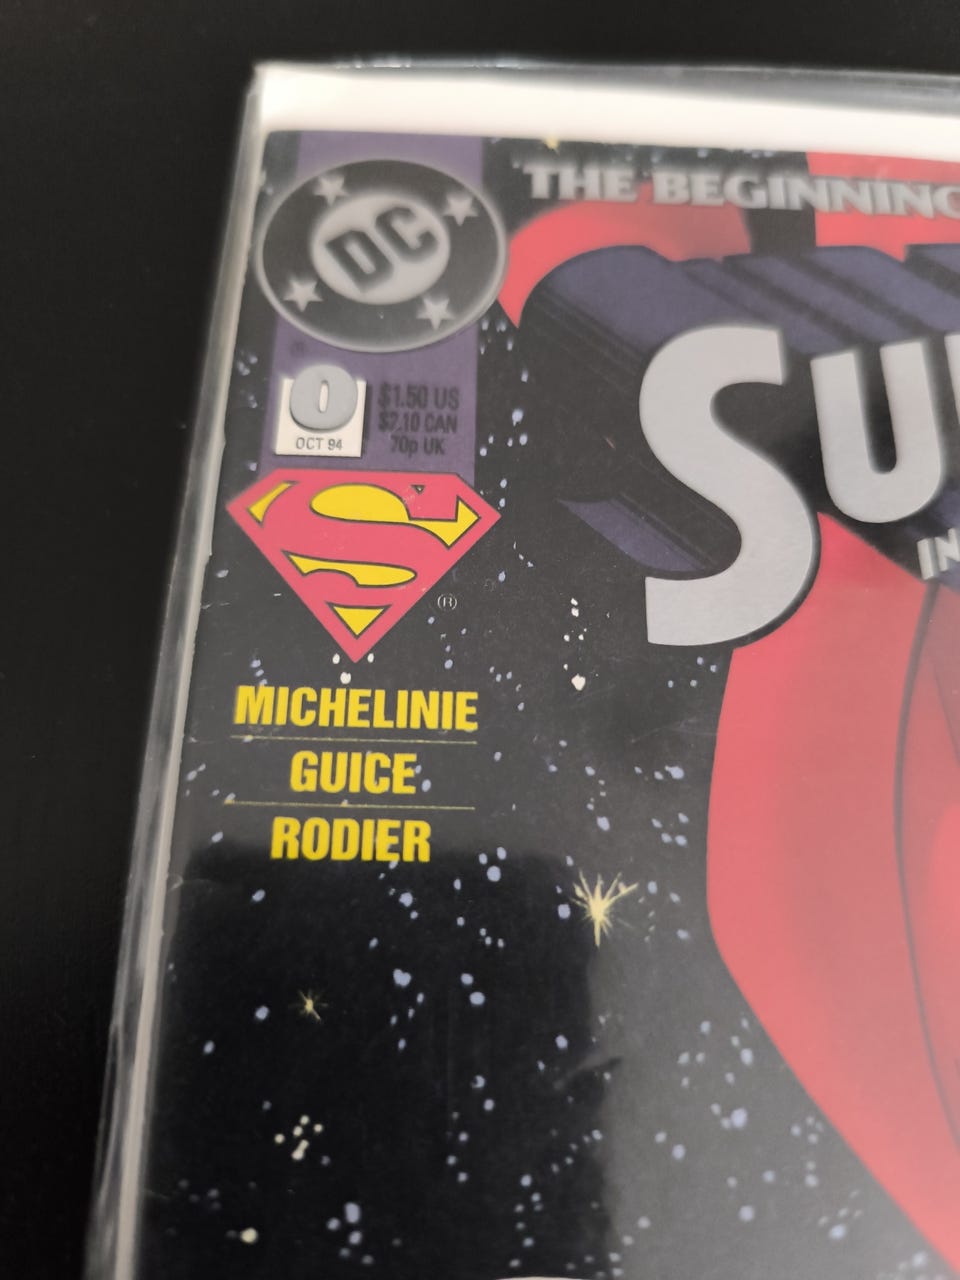 DC
THE BEGINNING
0
OCT 94
$1.50 US
$2.10 CAN
70p UK
SU
IN
S
®
MICHELINIE
GUICE
RODIER